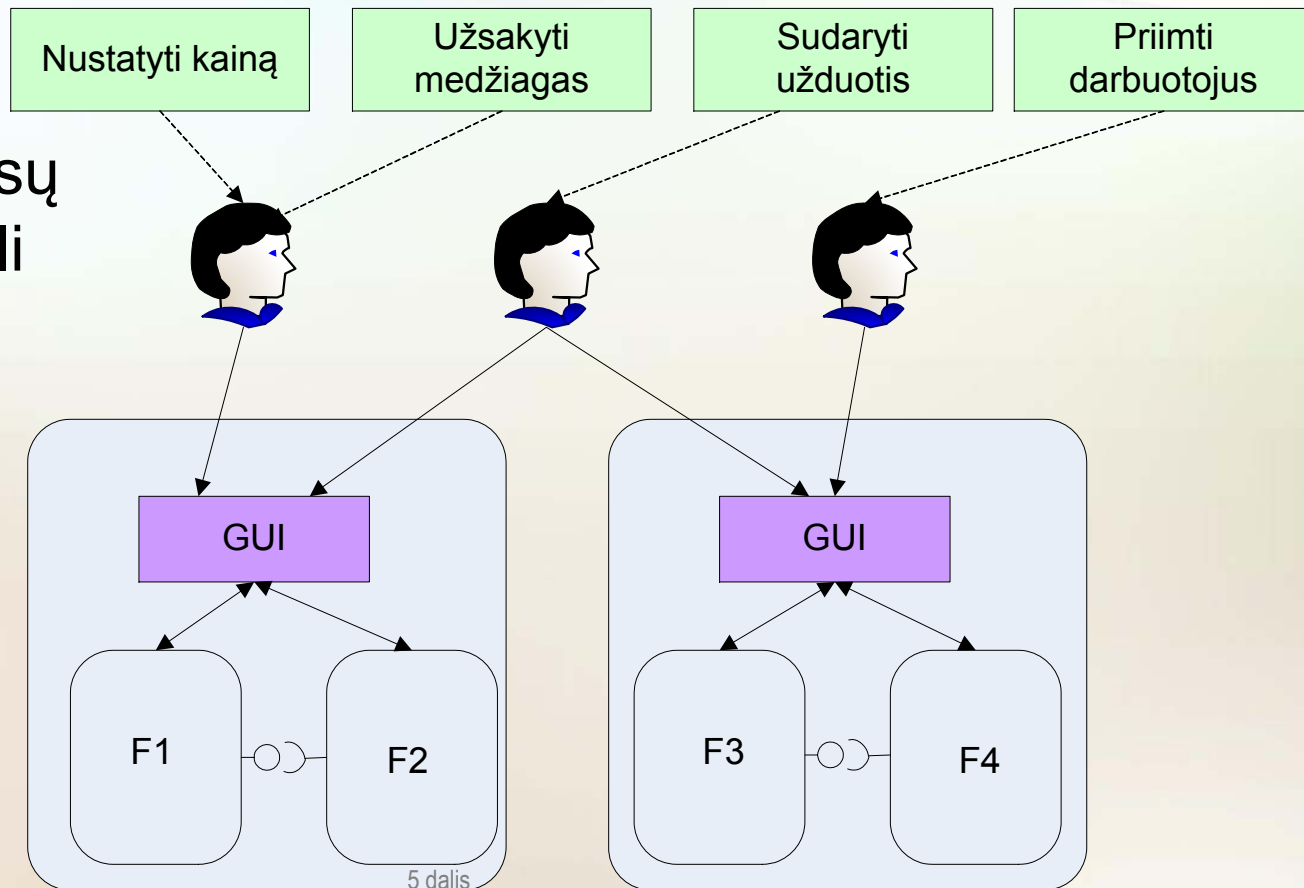 Nustatyti kainą
Užsakyti
medžiagas
Sudaryti
užduotis
Priimti
darbuotojus
GUI
GUI
F1
F2
F3
F4
5 dalis